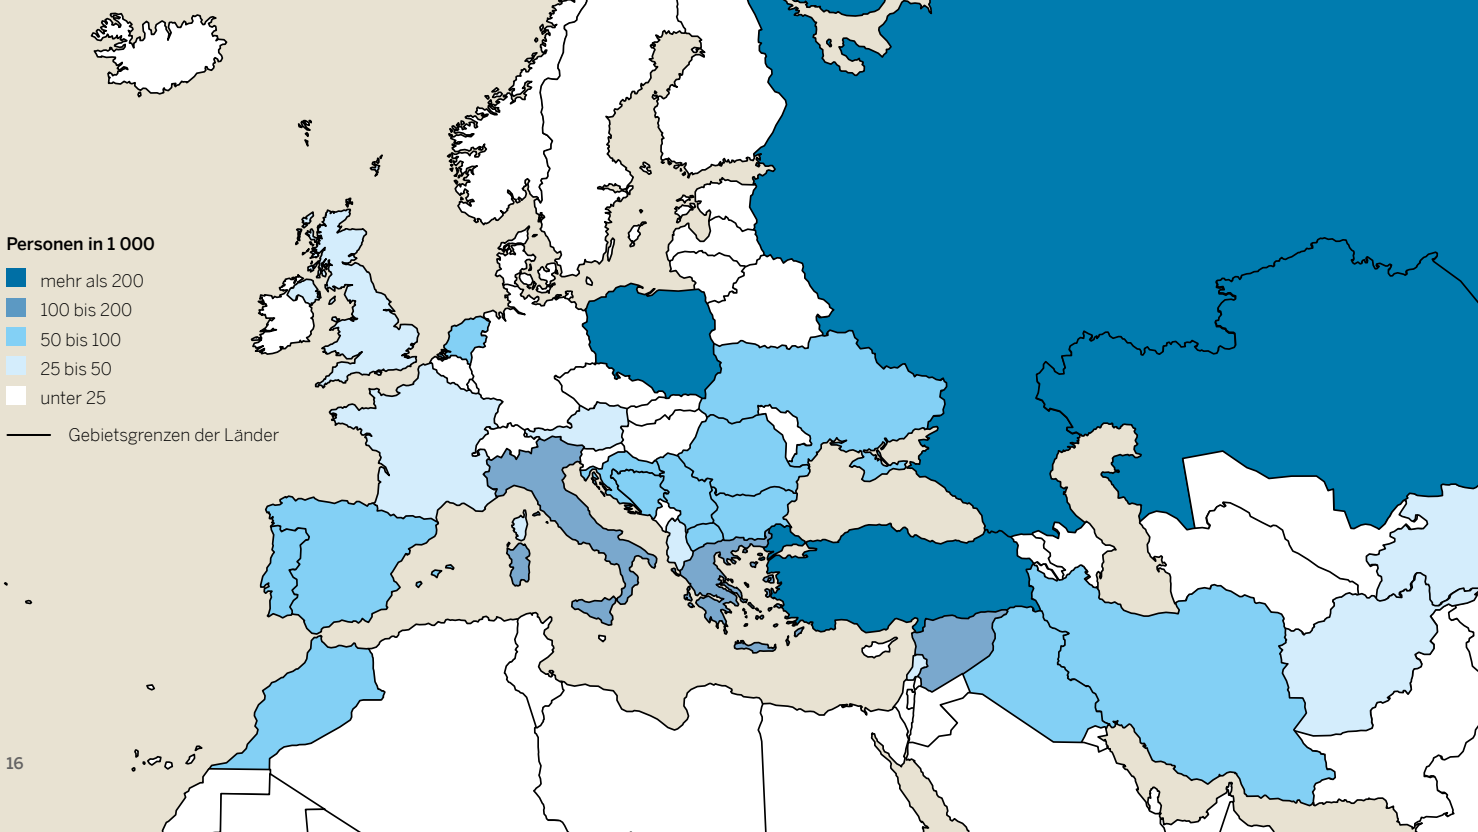 Personen in 1 000
mehr als 200
100 bis 200
50 bis 100
25 bis 50
unter 25
Gebietsgrenzen der Länder
16